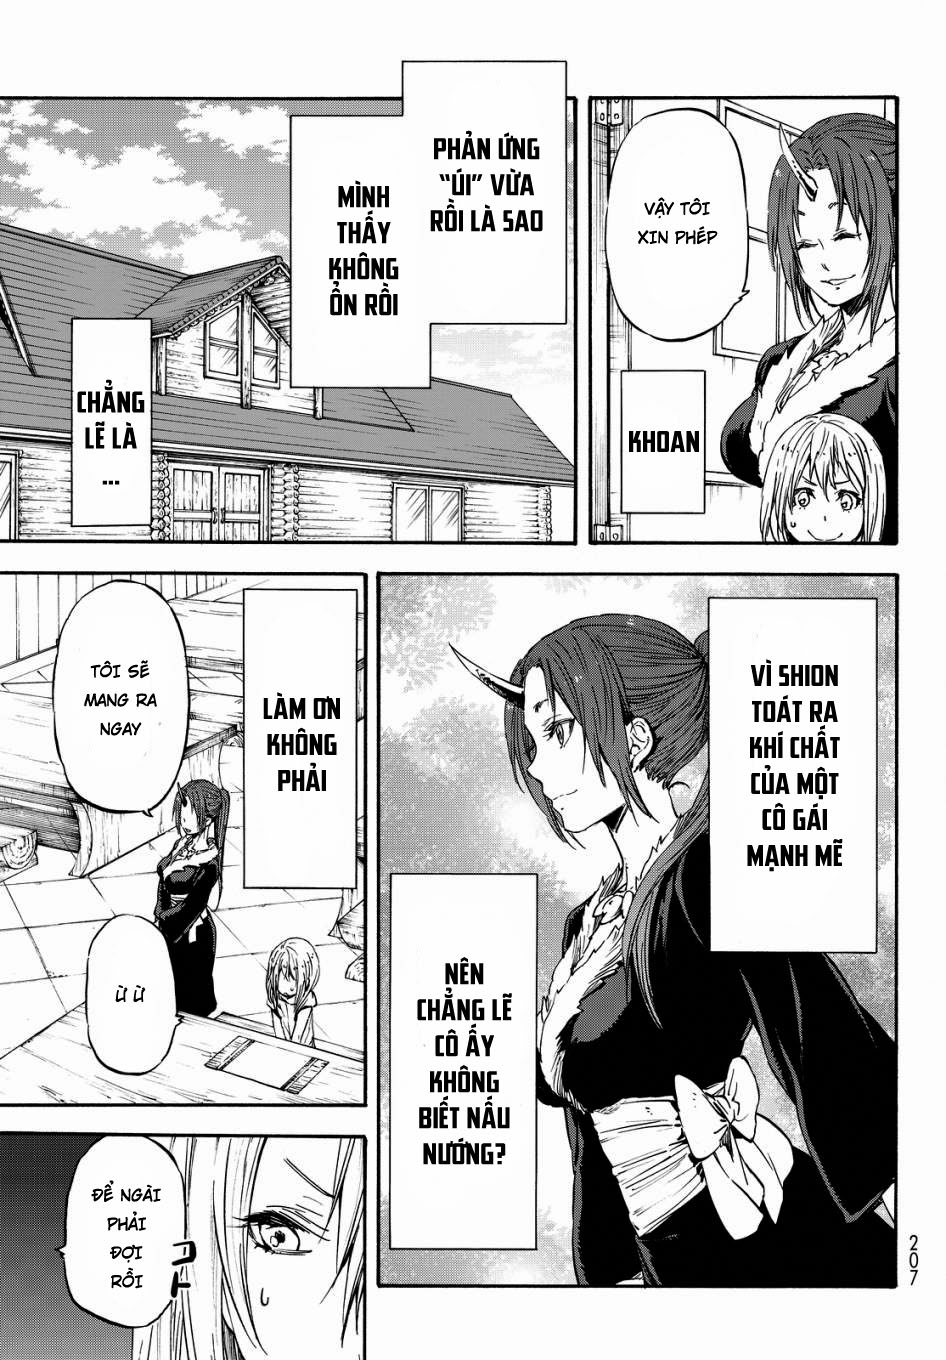 VẬY TÔI
XIN PHÉP
KHOAN
PHẢN ỨNG
“ÚI” VỪA
RỒI LÀ SAO
MÌNH
THẤY
KHÔNG
ỔN RỒI
CHẲNG
LẼ LÀ
...
VÌ SHION
TOÁT RA
KHÍ CHẤT
CỦA MỘT
CÔ GÁI
MẠNH MẼ
NÊN
CHẲNG LẼ
CÔ ẤY
KHÔNG
BIẾT NẤU
NƯỚNG?
LÀM ƠN
KHÔNG
PHẢI
TÔI SẼ
MANG RA
NGAY
Ừ Ừ
ĐỂ NGÀI
PHẢI
ĐỢI
RỒI
コト
207